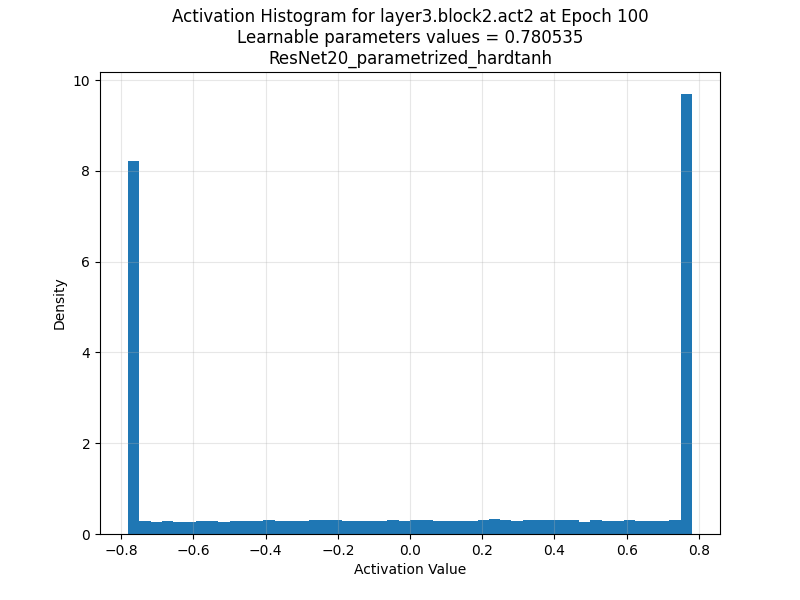 Activation Histogram for layer3.block2.act2 at Epoch 100
Learnable parameters values = 0.780535
ResNet20_parametrized_hardtanh
10
8
6
4
2
0
Density
−0.8 −0.6 −0.4 −0.2 0.0 0.2 0.4 0.6 0.8
Activation Value